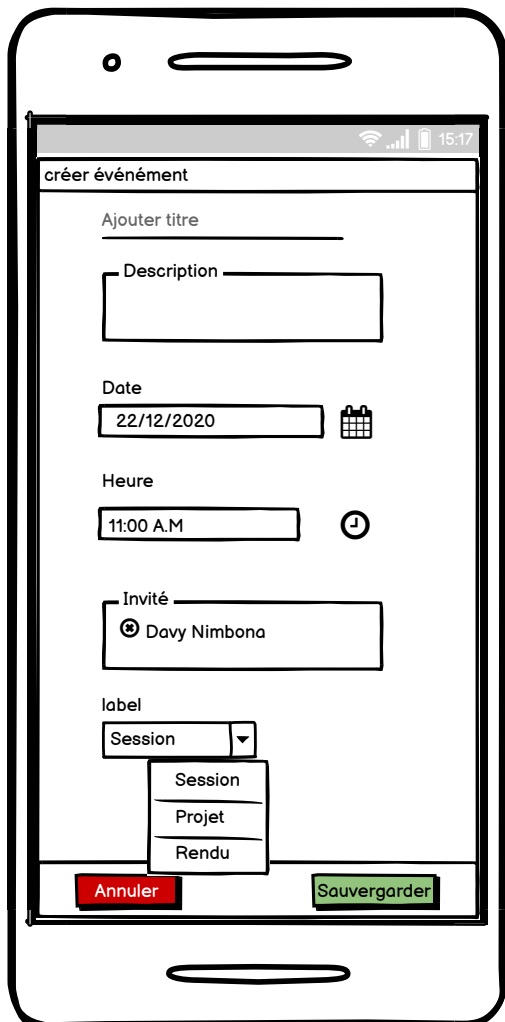 15:17
créer événément
Ajouter titre
Description
Date
22/12/2020
Heure
11:00 A.M
Invité
Davy Nimbona
label
Session
Session
Projet
Rendu
Annuler
Sauvergarder